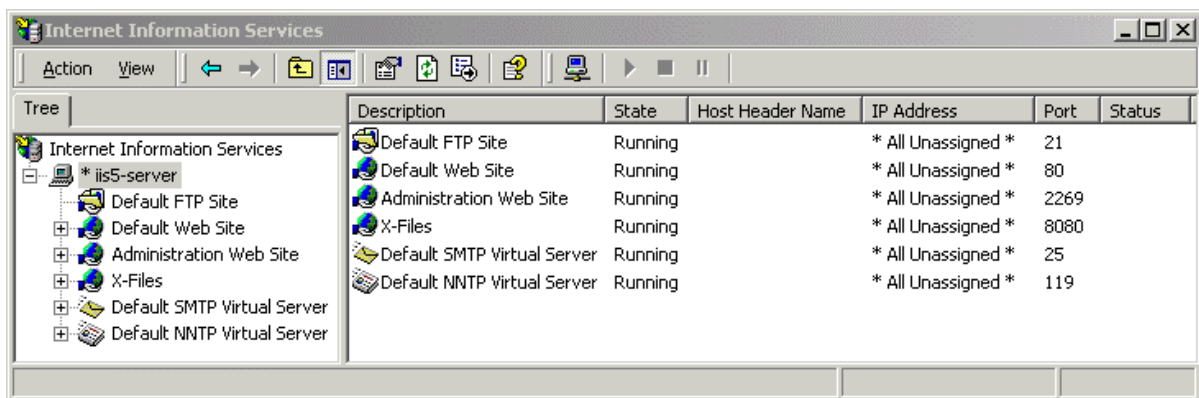 Internet Information Services
Action View
Tree
Internet Information Services
* iis5-server
Default FTP Site
Default Web Site
Administration Web Site
X-Files
Default SMTP Virtual Server
Default NNTP Virtual Server
Description State Host Header Name IP Address Port Status
Default FTP Site Running * All Unassigned * 21
Default Web Site Running * All Unassigned * 80
Administration Web Site Running * All Unassigned * 2269
X-Files Running * All Unassigned * 8080
Default SMTP Virtual Server Running * All Unassigned * 25
Default NNTP Virtual Server Running * All Unassigned * 119